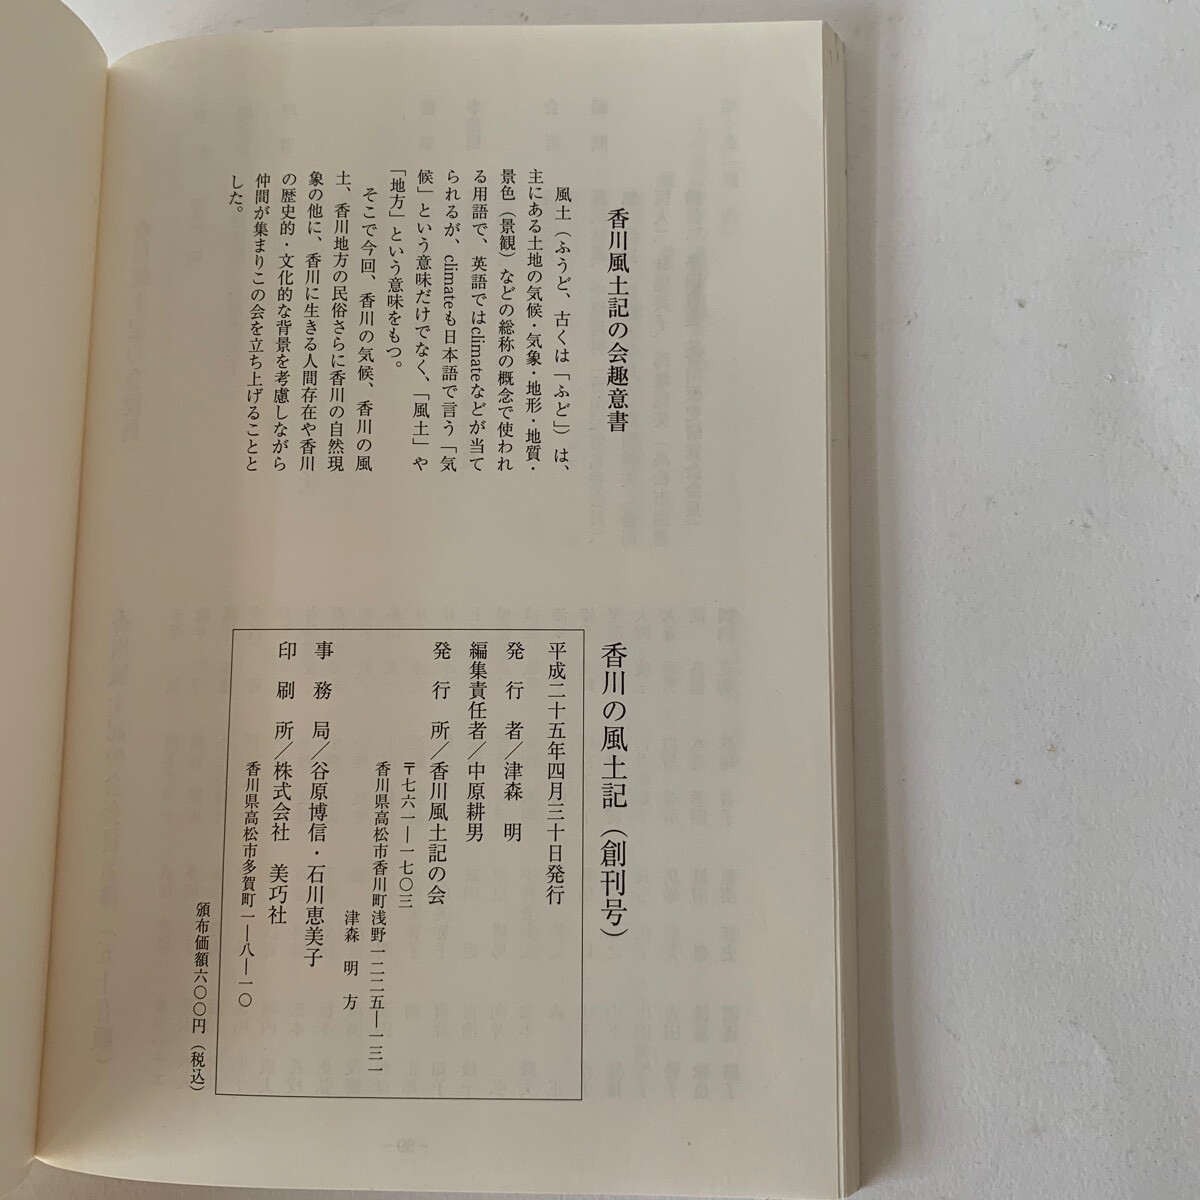 香川風土記の会趣意書
風土（ふうど、古くは「ふど」）は、
主にある土地の気候・気象・地形・地質・
景色（景観）などの総称の概念で使われ
る用語で、英語ではclimateなどが当て
られるが、climateも日本語で言う「気
候」という意味だけでなく、「風土」や
「地方」という意味をもつ。
そこで今回、香川の気候、香川の風
土、香川地方の民俗さらに香川の自然現
象の他に、香川に生きる人間存在や香川
の歴史的・文化的な背景を考慮しながら
仲間が集まりこの会を立ち上げることと
した。
香川の風土記（創刊号）
平成二十五年四月三十日発行
発行者／津森 明
編集責任者／中原耕男
発行所／香川風土記の会
〒七六一―一七〇三
香川県高松市香川町浅野一二二五―一三一
津森 明 方
事務局／谷原博信・石川恵美子
印刷所／株式会社 美巧社
香川県高松市多賀町一―八―一〇
頒布価額六〇〇円（税込）